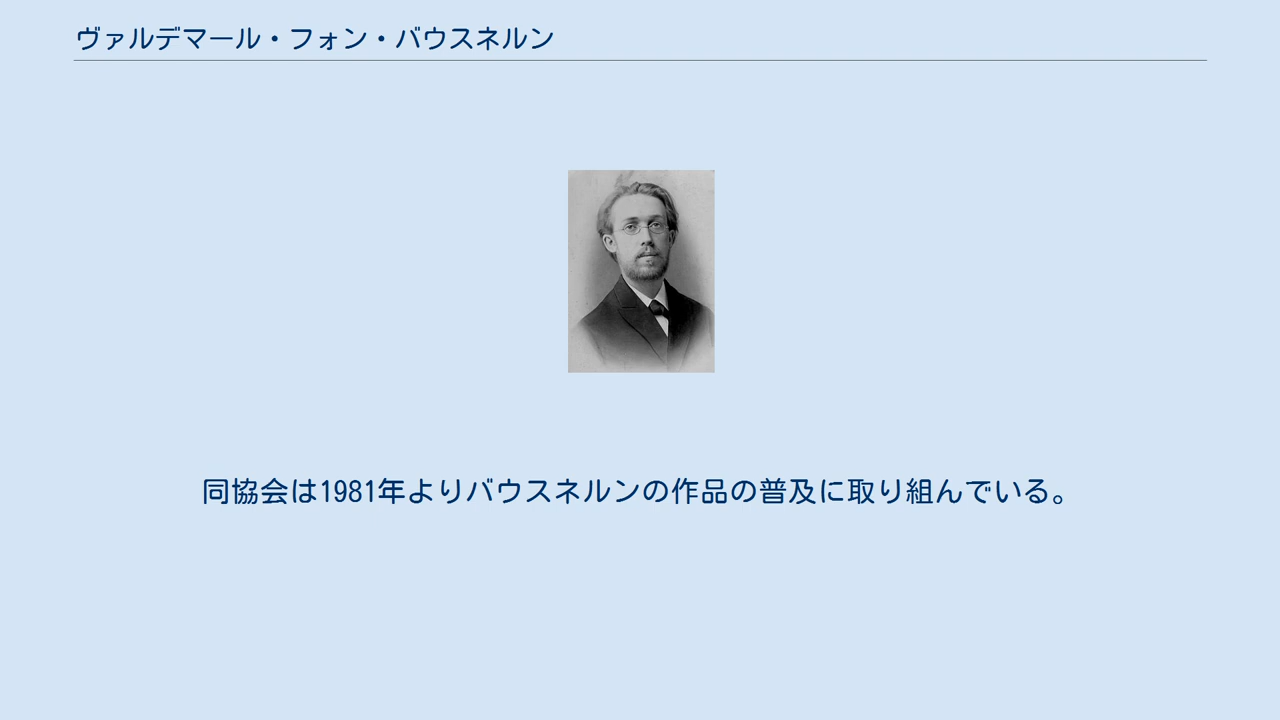 ヴァルデマール・フォン・バウスネルン
同協会は1981年よりバウスネルンの作品の普及に取り組んでいる。